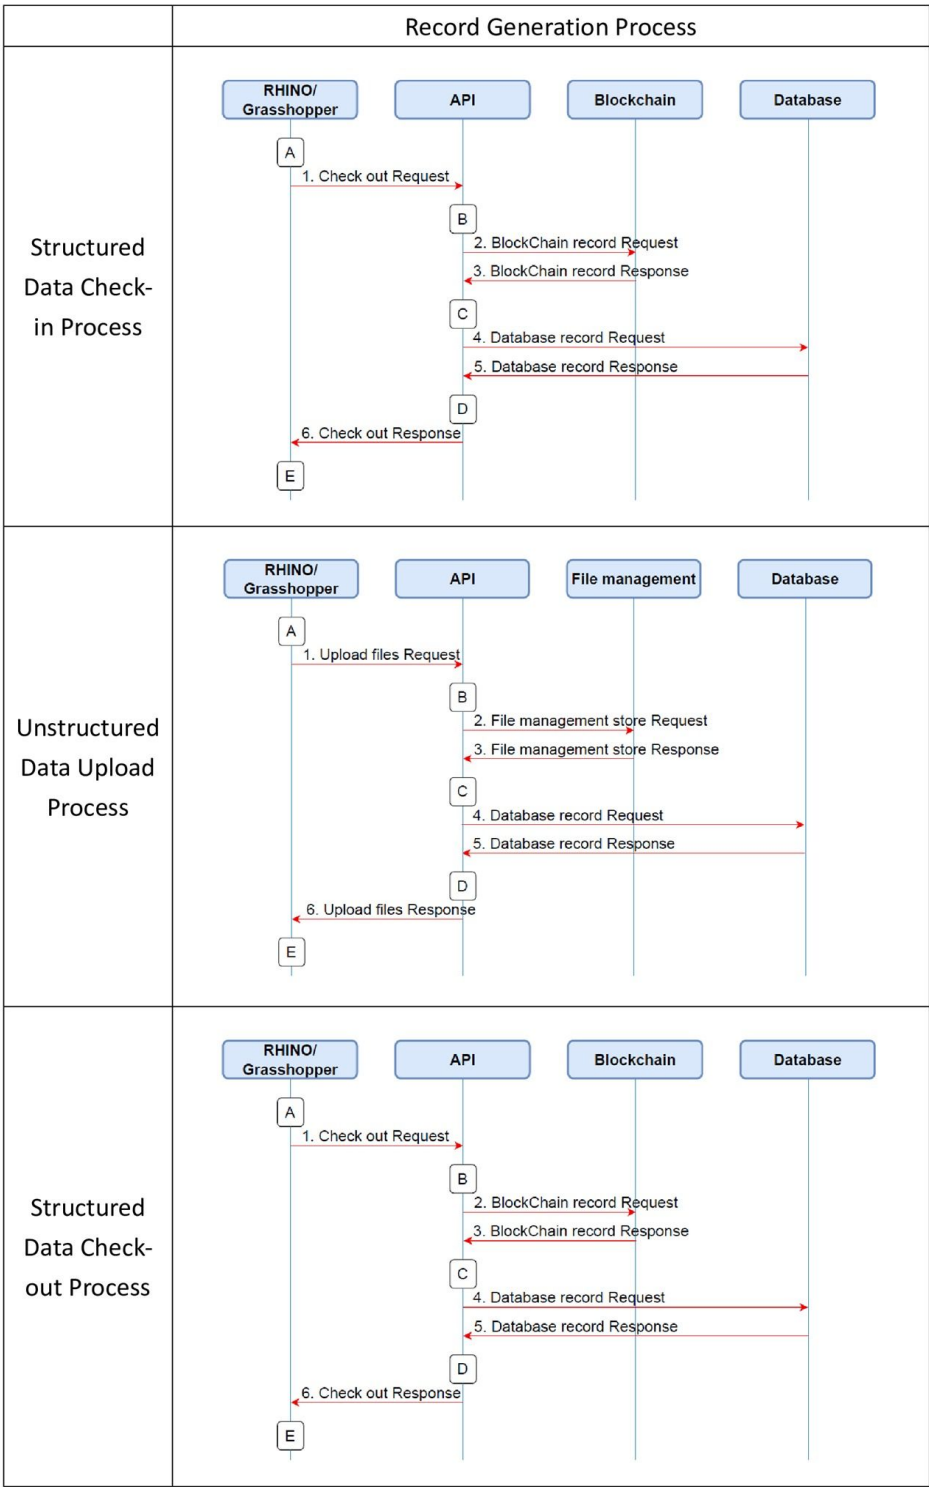 Record Generation Process
Structured
Data Check-
in Process
RHINO/
Grasshopper
API
Blockchain
Database
A
1. Check out Request
B
2. BlockChain record Request
3. BlockChain record Response
C
4. Database record Request
5. Database record Response
D
6. Check out Response
E
Unstructured
Data Upload
Process
RHINO/
Grasshopper
API
File management
Database
A
1. Upload files Request
B
2. File management store Request
3. File management store Response
C
4. Database record Request
5. Database record Response
D
6. Upload files Response
E
Structured
Data Check-
out Process
RHINO/
Grasshopper
API
Blockchain
Database
A
1. Check out Request
B
2. BlockChain record Request
3. BlockChain record Response
C
4. Database record Request
5. Database record Response
D
6. Check out Response
E